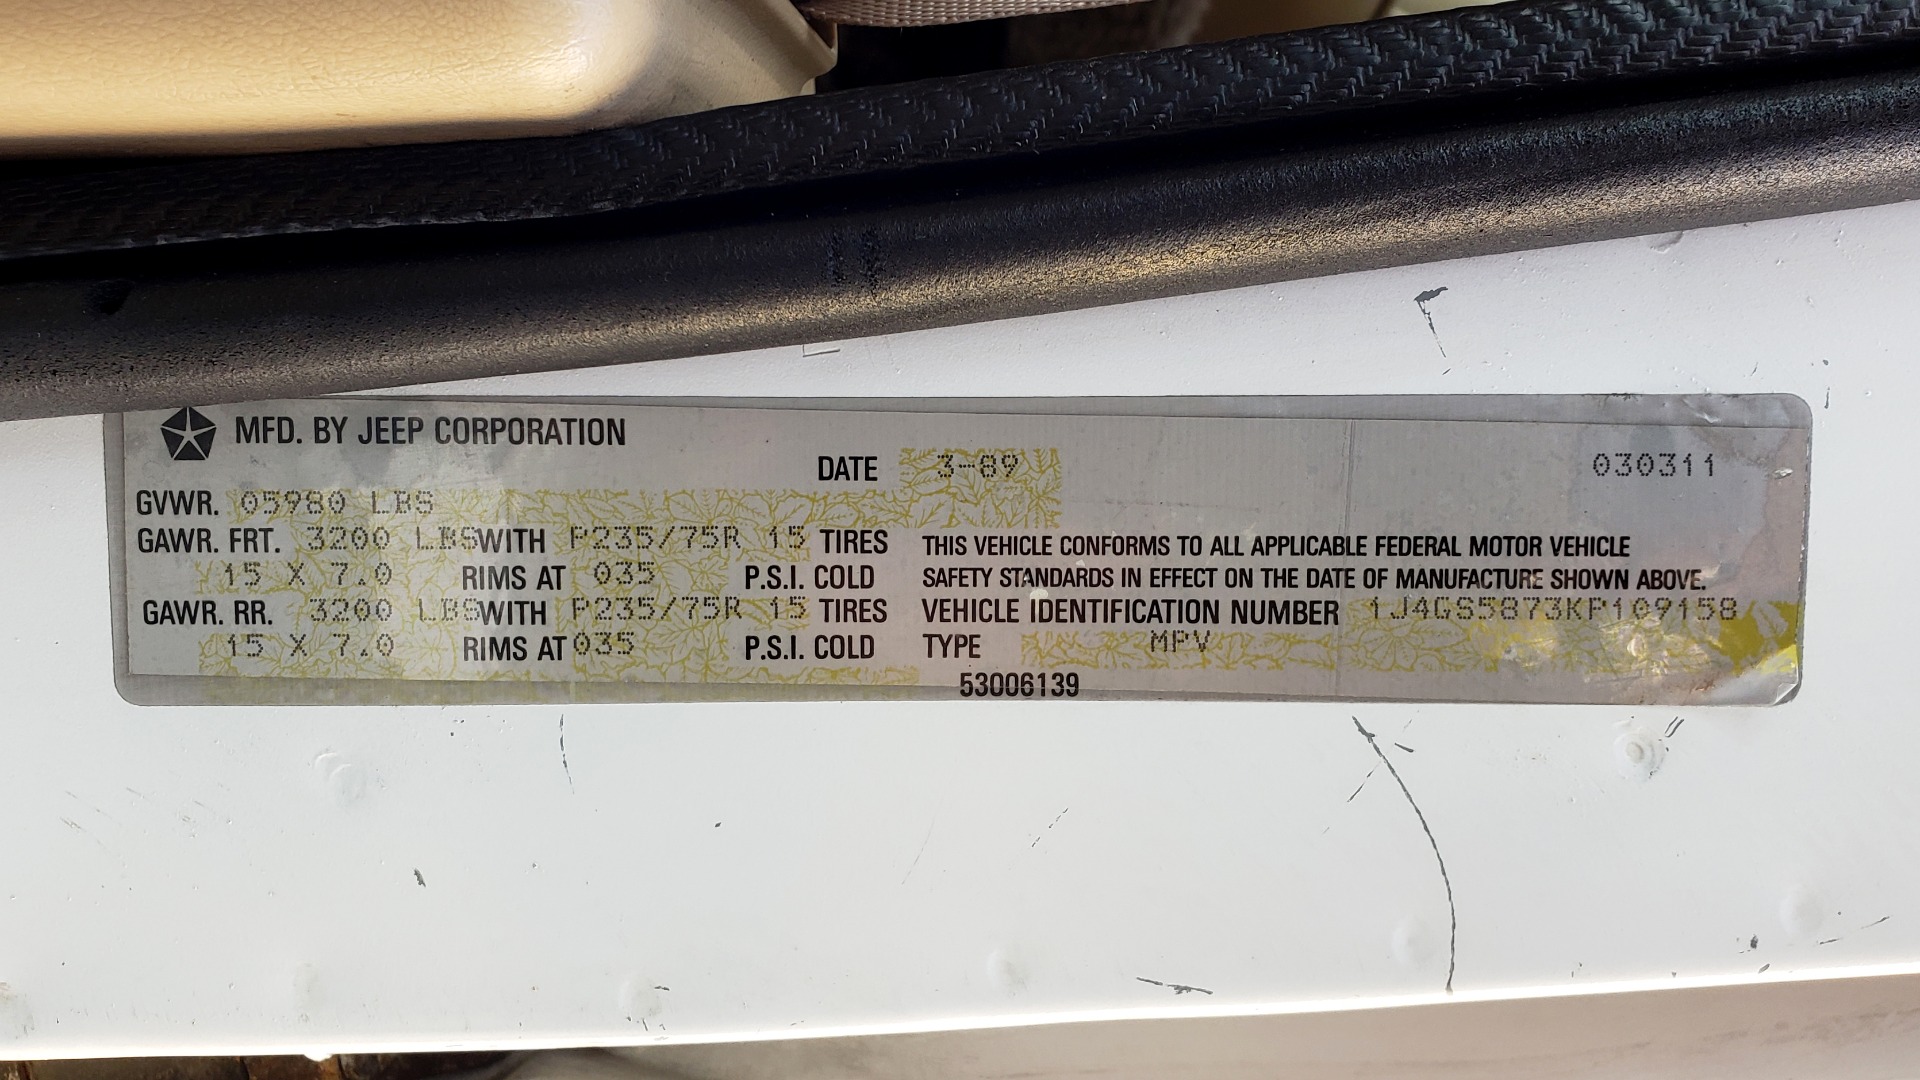 MFD. BY JEEP CORPORATION
DATE 3-89 030311
GVWR. 05980 LBS
GAWR. FRT. 3200 LBS WITH P235/75R 15 TIRES
15 X 7.0 RIMS AT 035 P.S.I. COLD
GAWR. RR. 3200 LBS WITH P235/75R 15 TIRES
15 X 7.0 RIMS AT 035 P.S.I. COLD
THIS VEHICLE CONFORMS TO ALL APPLICABLE FEDERAL MOTOR VEHICLE
SAFETY STANDARDS IN EFFECT ON THE DATE OF MANUFACTURE SHOWN ABOVE.
VEHICLE IDENTIFICATION NUMBER 1J4GS5873KP109158
TYPE MPV
53006139